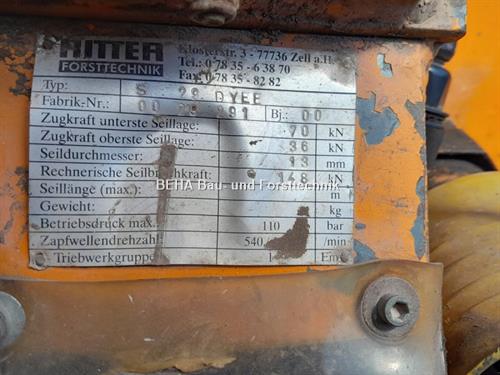 RITTER
FORSTTECHNIK
Klosterstr. 3 - 77736 Zell a.H.
Tel.: 0 78 35 - 6 38 70
Fax: 0 78 35 - 82 82
Typ: S
Fabrik-Nr.: Bj.: 00
Zugkraft unterste Seillage: 70 kN
Zugkraft oberste Seillage: 36 kN
Seildurchmesser: 13 mm
Rechnerische Seilbruchkraft: 148 kN
BEHA Bau- und Forsttechnik
Seillänge (max.): m
Gewicht: kg
Betriebsdruck max.: 110 bar
Zapfwellendrehzahl: 540 /min
Triebwerkgruppe: Em